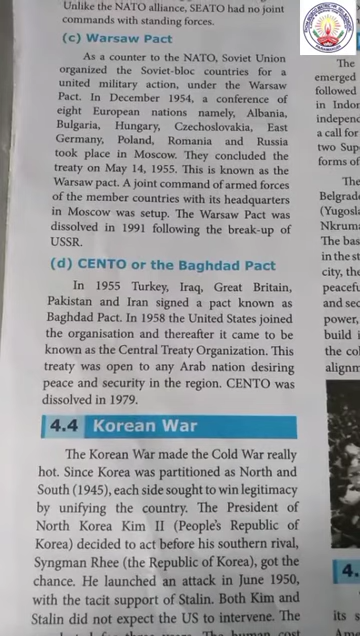 Unlike the NATO alliance, SEATO had no joint
commands with standing forces.
(c) Warsaw Pact
As a counter to the NATO, Soviet Union
organized the Soviet-bloc countries for a
united military action, under the Warsaw
Pact. In December 1954, a conference of
eight European nations namely, Albania,
Bulgaria, Hungary, Czechoslovakia, East
Germany, Poland, Romania and Russia
took place in Moscow. They concluded the
treaty on May 14, 1955. This is known as the
Warsaw pact. A joint command of armed forces
of the member countries with its headquarters
in Moscow was setup. The Warsaw Pact was
dissolved in 1991 following the break-up of
USSR.
(d) CENTO or the Baghdad Pact
In 1955 Turkey, Iraq, Great Britain,
Pakistan and Iran signed a pact known as
Baghdad Pact. In 1958 the United States joined
the organisation and thereafter it came to be
known as the Central Treaty Organization. This
treaty was open to any Arab nation desiring
peace and security in the region. CENTO was
dissolved in 1979.
4.4 Korean War
The Korean War made the Cold War really
hot. Since Korea was partitioned as North and
South (1945), each side sought to win legitimacy
by unifying the country. The President of
North Korea Kim II (People's Republic of
Korea) decided to act before his southern rival,
Syngman Rhee (the Republic of Korea), got the
chance. He launched an attack in June 1950,
with the tacit support of Stalin. Both Kim and
Stalin did not expect the US to intervene. The
The
emerged
followed
in Indon
independ
a call for
two Sup
forms of
The
Belgrade
(Yugosl
Nkrum
The bas
in the st
city, the
peacefu
and sec
power,
build i
the col
alignm
4.
its s